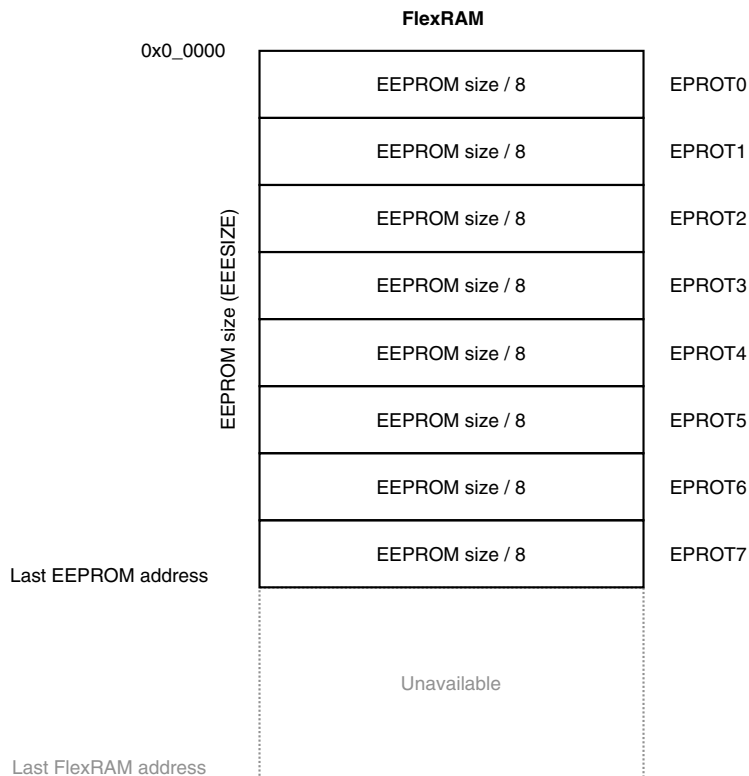 FlexRAM
0x0_0000
EEPROM size / 8 EPROT0
EEPROM size / 8 EPROT1
EEPROM size / 8 EPROT2
EEPROM size / 8 EPROT3
EEPROM size / 8 EPROT4
EEPROM size / 8 EPROT5
EEPROM size / 8 EPROT6
EEPROM size / 8 EPROT7
EEPROM size (EEESIZE)
Last EEPROM address
Unavailable
Last FlexRAM address